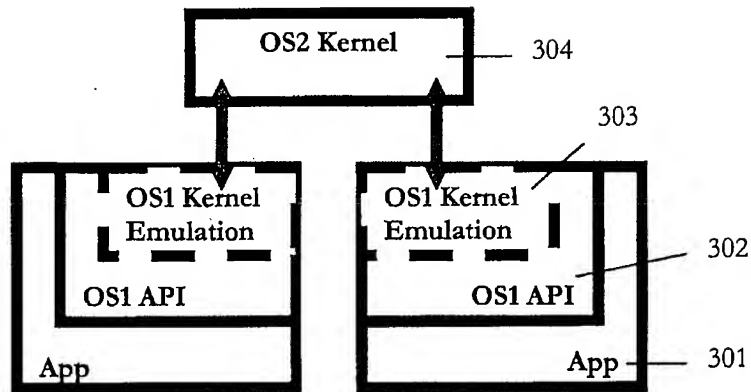 OS2 Kernel
304
303
OS1 Kernel
Emulation
OS1 Kernel
Emulation
302
OS1 API
OS1 API
App
App
301